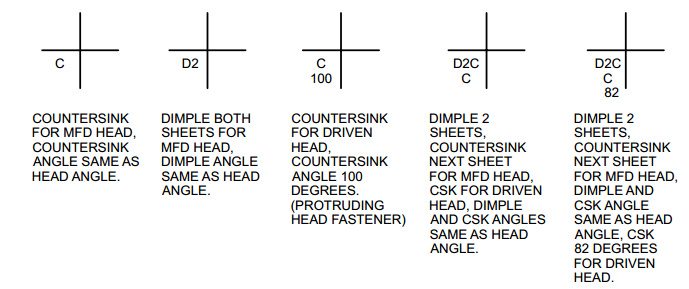 C
D2
C
100
D2C
C
D2C
C
82
COUNTERSINK
FOR MFD HEAD,
COUNTERSINK
ANGLE SAME AS
HEAD ANGLE.
DIMPLE BOTH
SHEETS FOR
MFD HEAD,
DIMPLE ANGLE
SAME AS HEAD
ANGLE.
COUNTERSINK
FOR DRIVEN
HEAD,
COUNTERSINK
ANGLE 100
DEGREES.
(PROTRUDING
HEAD FASTENER)
DIMPLE 2
SHEETS,
COUNTERSINK
NEXT SHEET
FOR MFD HEAD,
CSK FOR DRIVEN
HEAD, DIMPLE
AND CSK ANGLES
SAME AS HEAD
ANGLE.
DIMPLE 2
SHEETS,
COUNTERSINK
NEXT SHEET
FOR MFD HEAD,
DIMPLE AND
CSK ANGLE
SAME AS HEAD
ANGLE, CSK
82 DEGREES
FOR DRIVEN
HEAD.